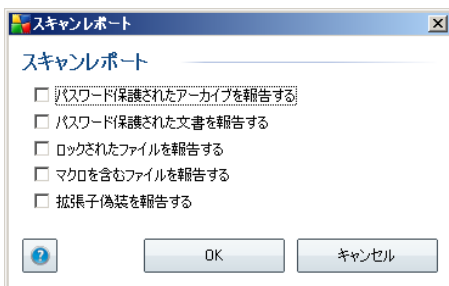 スキャンレポート
スキャンレポート
パスワード保護されたアーカイブを報告する
パスワード保護された文書を報告する
ロックされたファイルを報告する
マクロを含むファイルを報告する
拡張子偽装を報告する
OK
キャンセル